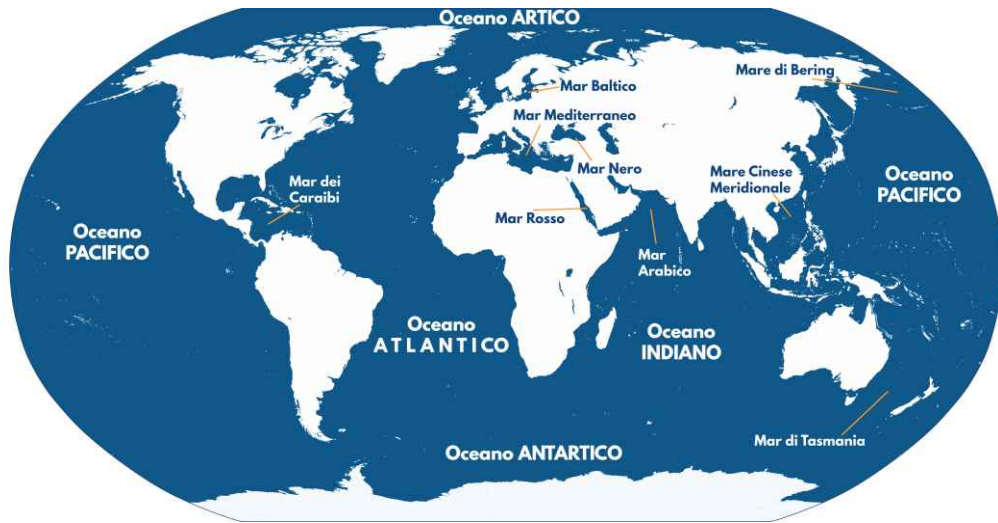 Oceano ARTICO
Mare di Bering
Mar Baltico
Mar Mediterraneo
Mar Nero
Mare Cinese
Meridionale
Oceano
PACIFICO
Mar dei
Caraibi
Mar Rosso
Oceano
PACIFICO
Mar
Arabico
Oceano
ATLANTICO
Oceano
INDIANO
Mar di Tasmania
Oceano ANTARTICO